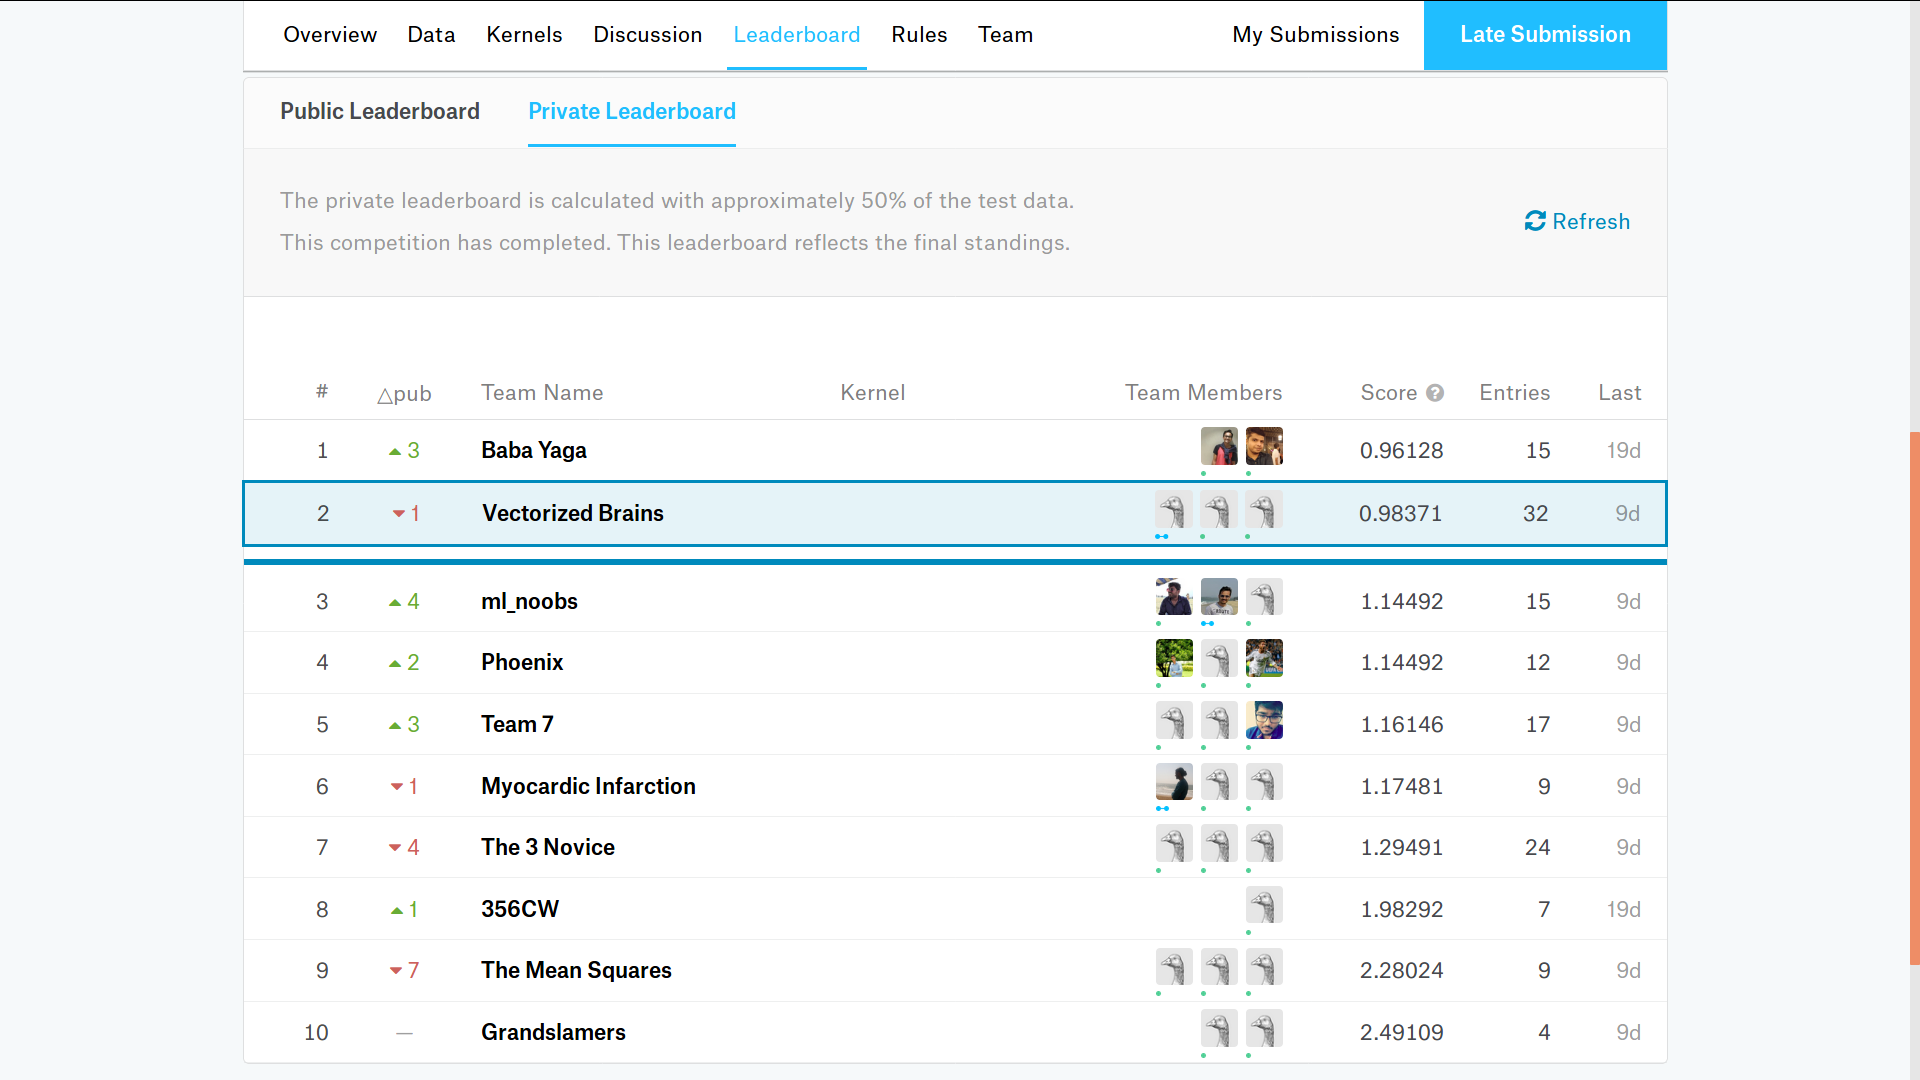 Overview Data Kernels Discussion Leaderboard Rules Team My Submissions Late Submission
Public Leaderboard Private Leaderboard
The private leaderboard is calculated with approximately 50% of the test data.
This competition has completed. This leaderboard reflects the final standings.
Refresh
# △pub Team Name Kernel Team Members Score ? Entries Last
1 ▲ 3 Baba Yaga 0.96128 15 19d
2 ▼ 1 Vectorized Brains 0.98371 32 9d
3 ▲ 4 ml_noobs 1.14492 15 9d
4 ▲ 2 Phoenix 1.14492 12 9d
5 ▲ 3 Team 7 1.16146 17 9d
6 ▼ 1 Myocardic Infarction 1.17481 9 9d
7 ▼ 4 The 3 Novice 1.29491 24 9d
8 ▲ 1 356CW 1.98292 7 19d
9 ▼ 7 The Mean Squares 2.28024 9 9d
10 — Grandslamers 2.49109 4 9d